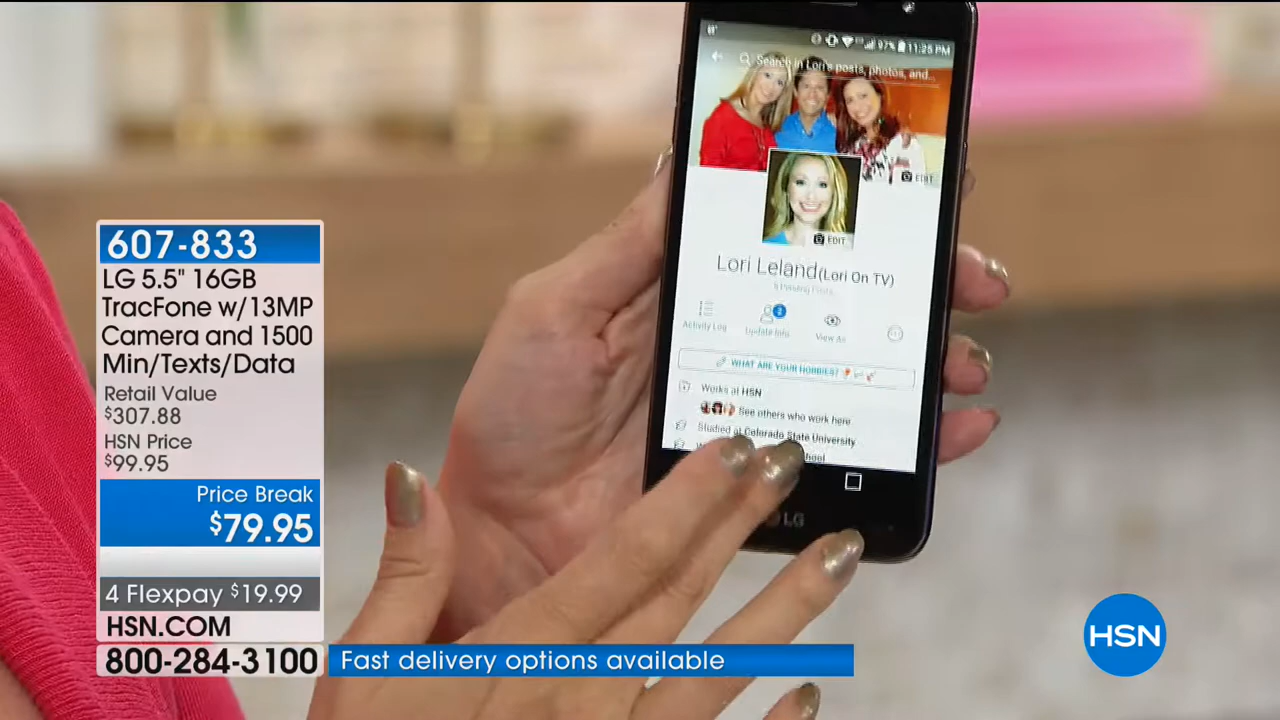 607-833
LG 5.5" 16GB
TracFone w/13MP
Camera and 1500
Min/Texts/Data
Retail Value
$307.88
HSN Price
$99.95
Price Break
$79.95
4 Flexpay $19.99
HSN.COM
800-284-3100
Fast delivery options available
HSN
97% 11:25 PM
Search in Lori's posts, photos, and...
EDIT
EDIT
Lori Leland(Lori On TV)
Activity Log
Update Info
View As
WHAT ARE YOUR HOBBIES?
Works at HSN
See others who work here
Studied at Colorado State University
LG